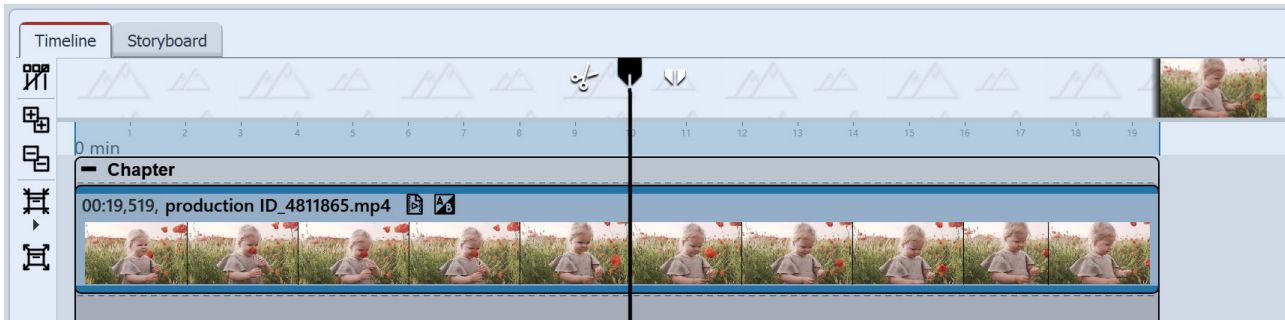 Timeline Storyboard
1 2 3 4 5 6 7 8 9 10 11 12 13 14 15 16 17 18 19
0 min
Chapter
00:19,519, production ID_4811865.mp4
A B